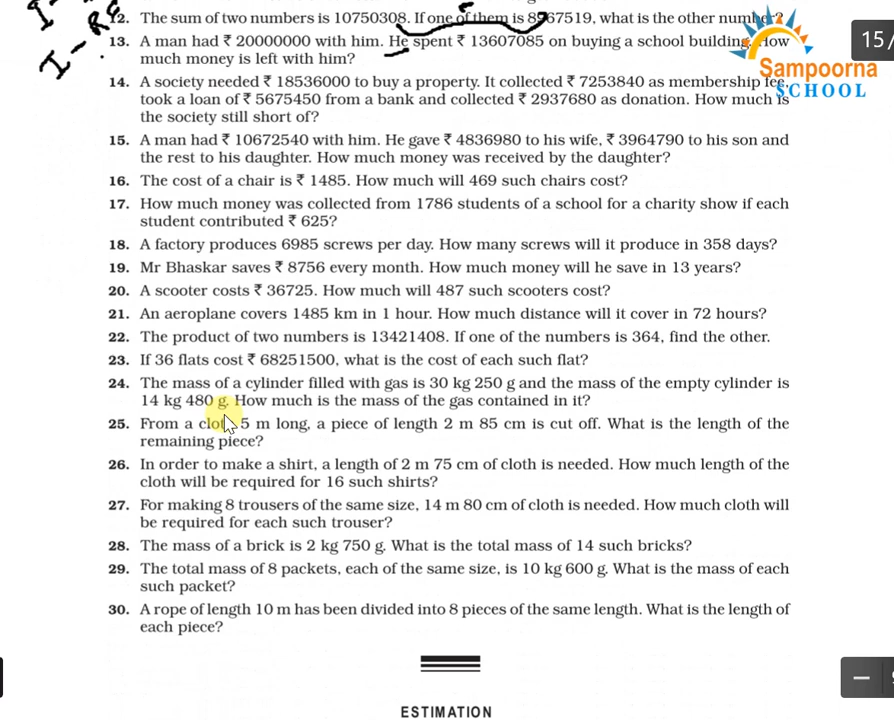 I - Re
12. The sum of two numbers is 10750308. If one of them is 8967519, what is the other number?
13. A man had ₹ 20000000 with him. He spent ₹ 13607085 on buying a school building. How
much money is left with him?
15/
Sampoorna
SCHOOL
14. A society needed ₹ 18536000 to buy a property. It collected ₹ 7253840 as membership fee,
took a loan of ₹ 5675450 from a bank and collected ₹ 2937680 as donation. How much is
the society still short of?
15. A man had ₹ 10672540 with him. He gave ₹ 4836980 to his wife, ₹ 3964790 to his son and
the rest to his daughter. How much money was received by the daughter?
16. The cost of a chair is ₹ 1485. How much will 469 such chairs cost?
17. How much money was collected from 1786 students of a school for a charity show if each
student contributed ₹ 625?
18. A factory produces 6985 screws per day. How many screws will it produce in 358 days?
19. Mr Bhaskar saves ₹ 8756 every month. How much money will he save in 13 years?
20. A scooter costs ₹ 36725. How much will 487 such scooters cost?
21. An aeroplane covers 1485 km in 1 hour. How much distance will it cover in 72 hours?
22. The product of two numbers is 13421408. If one of the numbers is 364, find the other.
23. If 36 flats cost ₹ 68251500, what is the cost of each such flat?
24. The mass of a cylinder filled with gas is 30 kg 250 g and the mass of the empty cylinder is
14 kg 480 g. How much is the mass of the gas contained in it?
25. From a cloth 5 m long, a piece of length 2 m 85 cm is cut off. What is the length of the
remaining piece?
26. In order to make a shirt, a length of 2 m 75 cm of cloth is needed. How much length of the
cloth will be required for 16 such shirts?
27. For making 8 trousers of the same size, 14 m 80 cm of cloth is needed. How much cloth will
be required for each such trouser?
28. The mass of a brick is 2 kg 750 g. What is the total mass of 14 such bricks?
29. The total mass of 8 packets, each of the same size, is 10 kg 600 g. What is the mass of each
such packet?
30. A rope of length 10 m has been divided into 8 pieces of the same length. What is the length of
each piece?
ESTIMATION